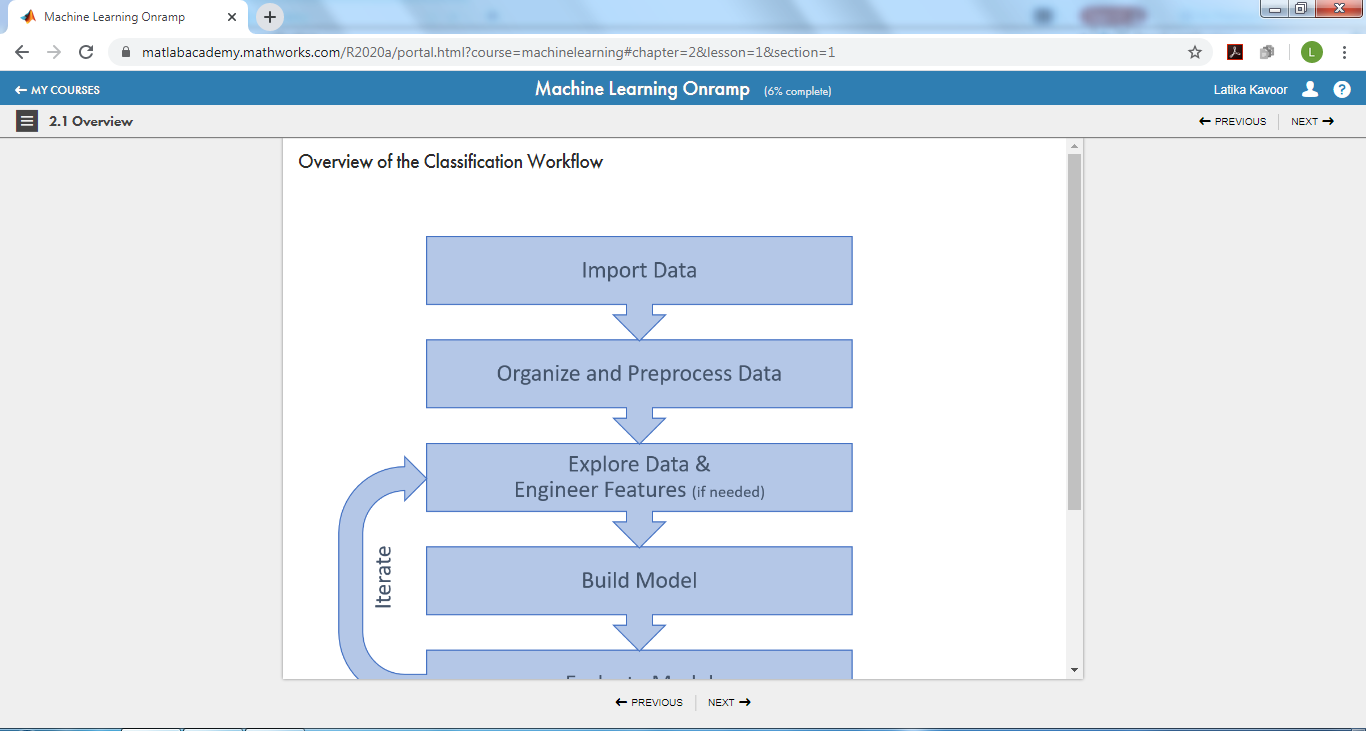 Machine Learning Onramp
matlabacademy.mathworks.com/R2020a/portal.html?course=machinelearning#chapter=2&lesson=1&section=1
L
MY COURSES
Machine Learning Onramp (6% complete)
Latika Kavoor
?
2.1 Overview
PREVIOUS
NEXT
Overview of the Classification Workflow
Import Data
Organize and Preprocess Data
Explore Data &
Engineer Features (if needed)
Iterate
Build Model
PREVIOUS
NEXT